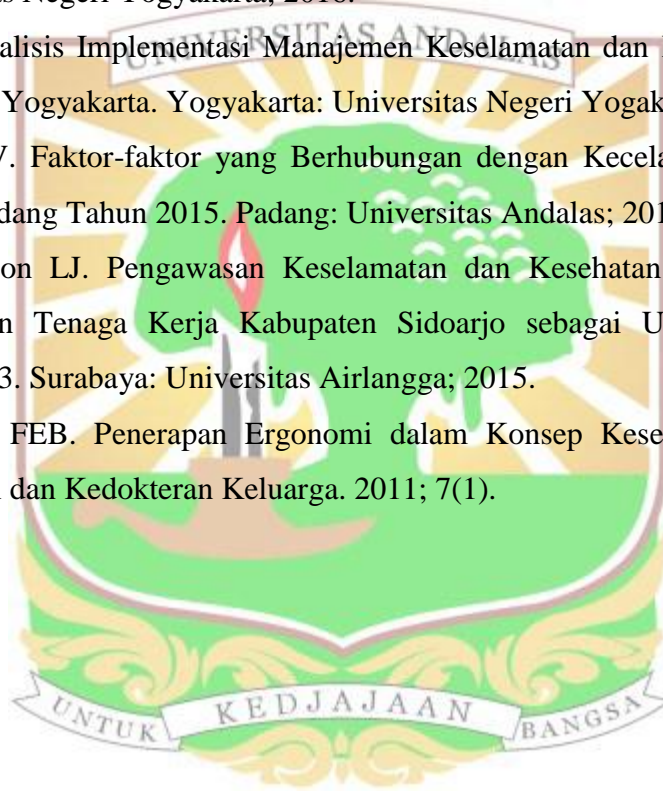 as Negeri Yogyakarta; 2016.
alisis Implementasi Manajemen Keselamatan dan
UNIVERSITAS ANDALAS
Yogyakarta. Yogyakarta: Universitas Negeri Yogak
V. Faktor-faktor yang Berhubungan dengan Kecela
dang Tahun 2015. Padang: Universitas Andalas; 201
on LJ. Pengawasan Keselamatan dan Kesehatan
n Tenaga Kerja Kabupaten Sidoarjo sebagai U
3. Surabaya: Universitas Airlangga; 2015.
FEB. Penerapan Ergonomi dalam Konsep Kese
dan Kedokteran Keluarga. 2011; 7(1).
UNTUK KEDJAJAAN BANGSA